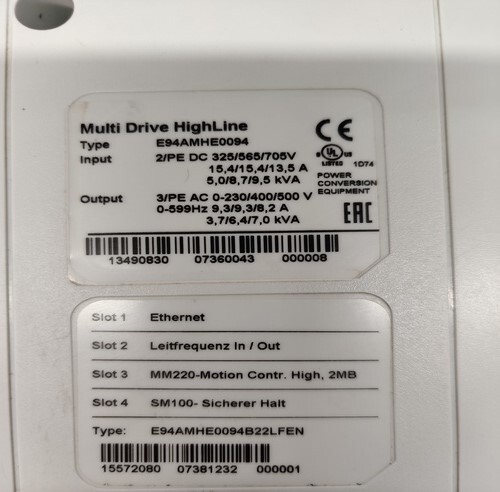 Multi Drive HighLine
Type E94AMHE0094
Input 2/PE DC 325/565/705V
15,4/15,4/13,5 A
5,0/8,7/9,5 kVA
Output 3/PE AC 0-230/400/500 V
0-599Hz 9,3/9,3/8,2 A
3,7/6,4/7,0 kVA
CE
C UL US
LISTED 1D74
POWER
CONVERSION
EQUIPMENT
EAC
13490830 07360043 000008
Slot 1 Ethernet
Slot 2 Leitfrequenz In / Out
Slot 3 MM220-Motion Contr. High, 2MB
Slot 4 SM100- Sicherer Halt
Type: E94AMHE0094B22LFEN
15572080 07381232 000001